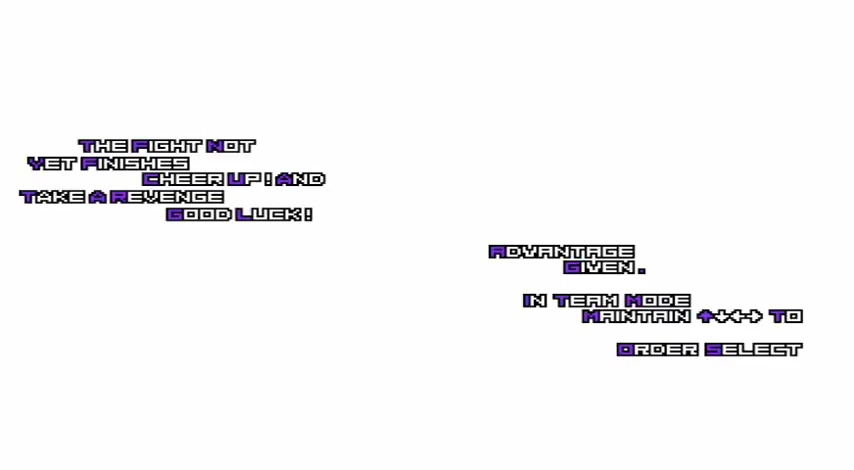 THE FIGHT NOT
YET FINISHES
CHEER UP! AND
TAKE A REVENGE
GOOD LUCK!
ADVANTAGE
GIVEN.
IN TEAM MODE
MAINTAIN ↑↓←→ TO
ORDER SELECT